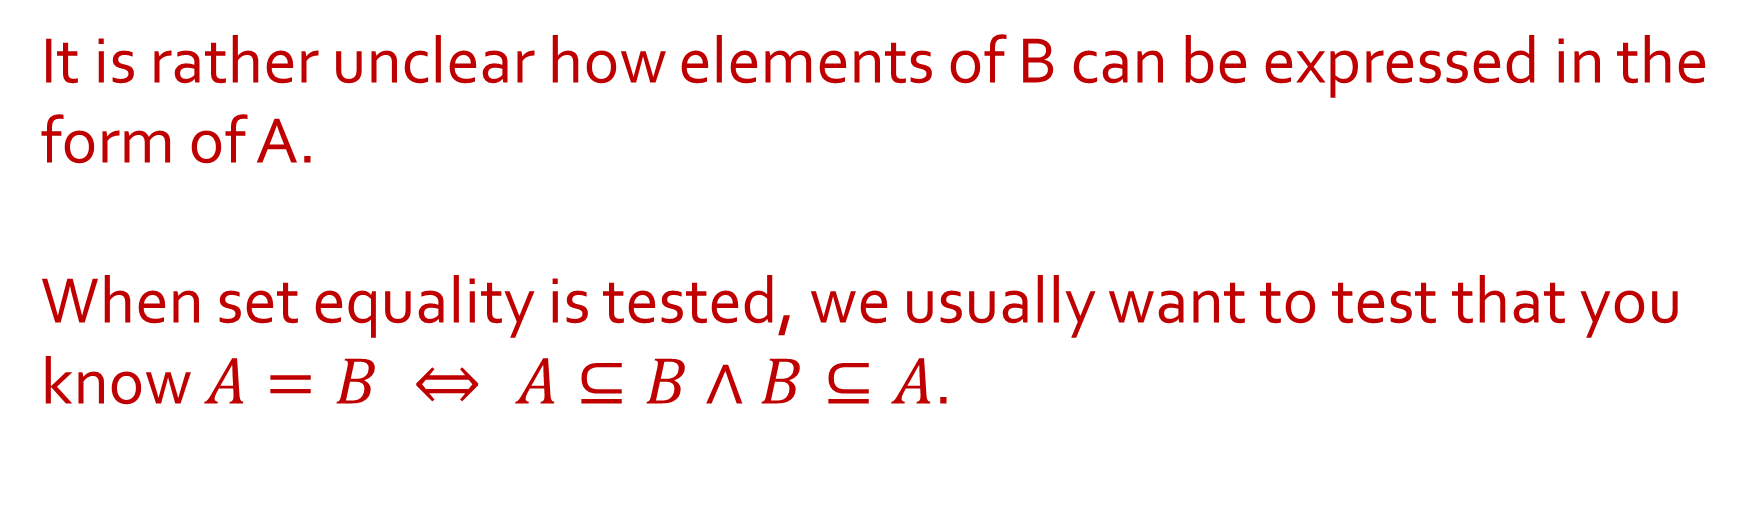 It is rather unclear how elements of B can be expressed in the
form of A.
When set equality is tested, we usually want to test that you
know A = B ⇔ A ⊆ B ∧ B ⊆ A.